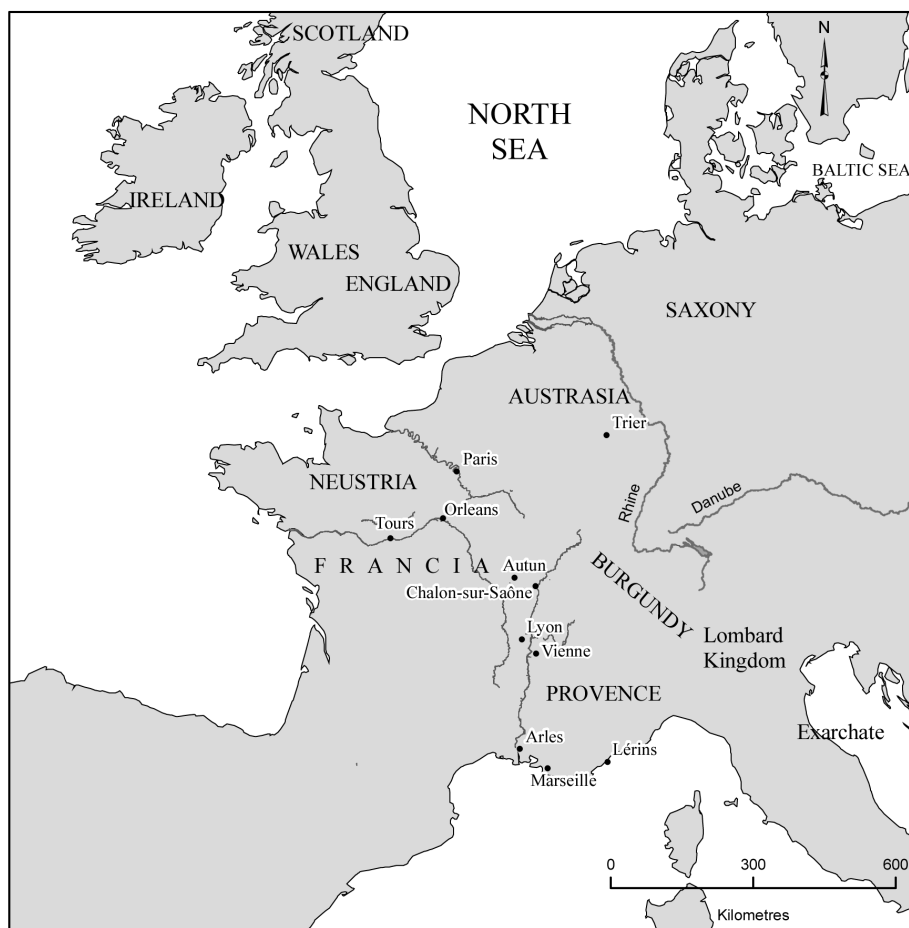 SCOTLAND
N
NORTH
SEA
BALTIC SEA
IRELAND
WALES
ENGLAND
SAXONY
AUSTRASIA
Trier
Paris
NEUSTRIA
Rhine
Danube
Orleans
Tours
FRANCIA
Autun
BURGUNDY
Chalon-sur-Saône
Lyon
Vienne
Lombard
Kingdom
PROVENCE
Exarchate
Arles
Lérins
Marseille
0 300 600
Kilometres